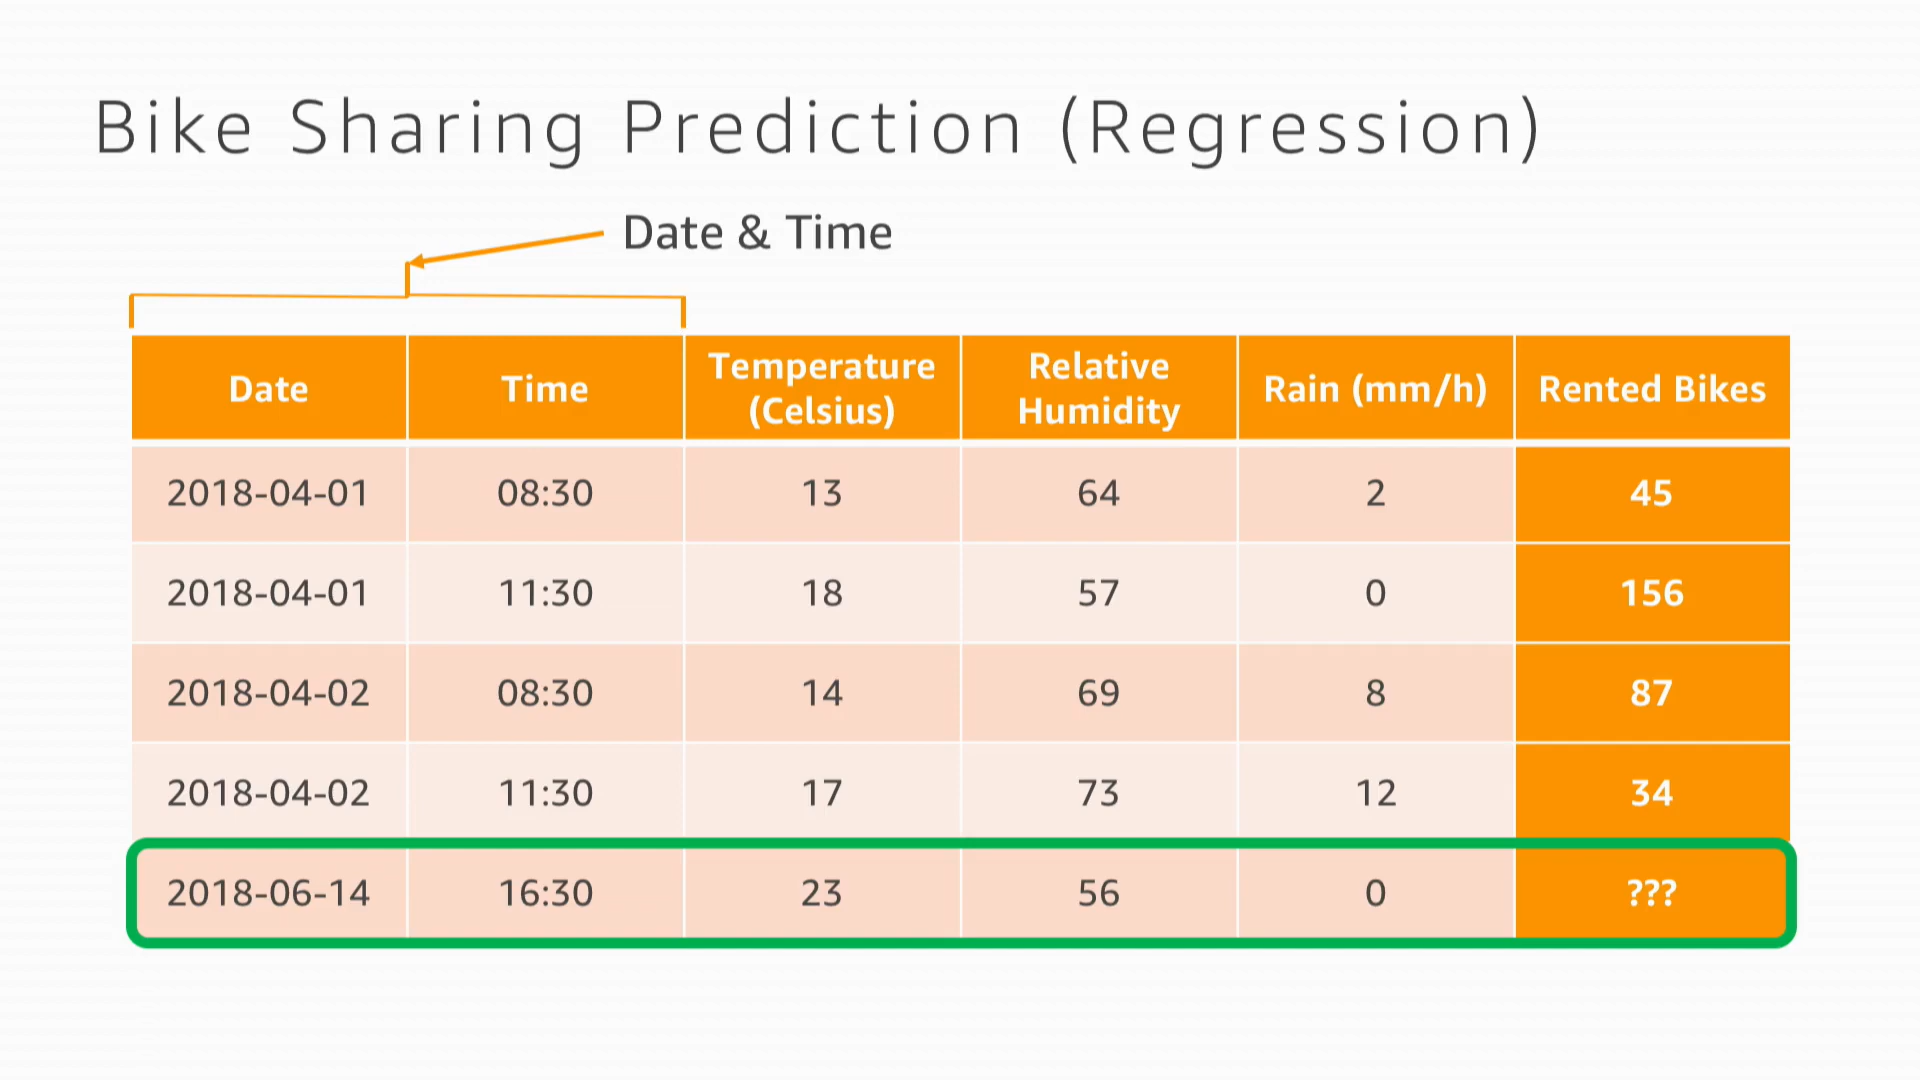 Bike Sharing Prediction (Regression)
Date & Time
Date Time Temperature (Celsius) Relative Humidity Rain (mm/h) Rented Bikes
2018-04-01 08:30 13 64 2 45
2018-04-01 11:30 18 57 0 156
2018-04-02 08:30 14 69 8 87
2018-04-02 11:30 17 73 12 34
2018-06-14 16:30 23 56 0 ???